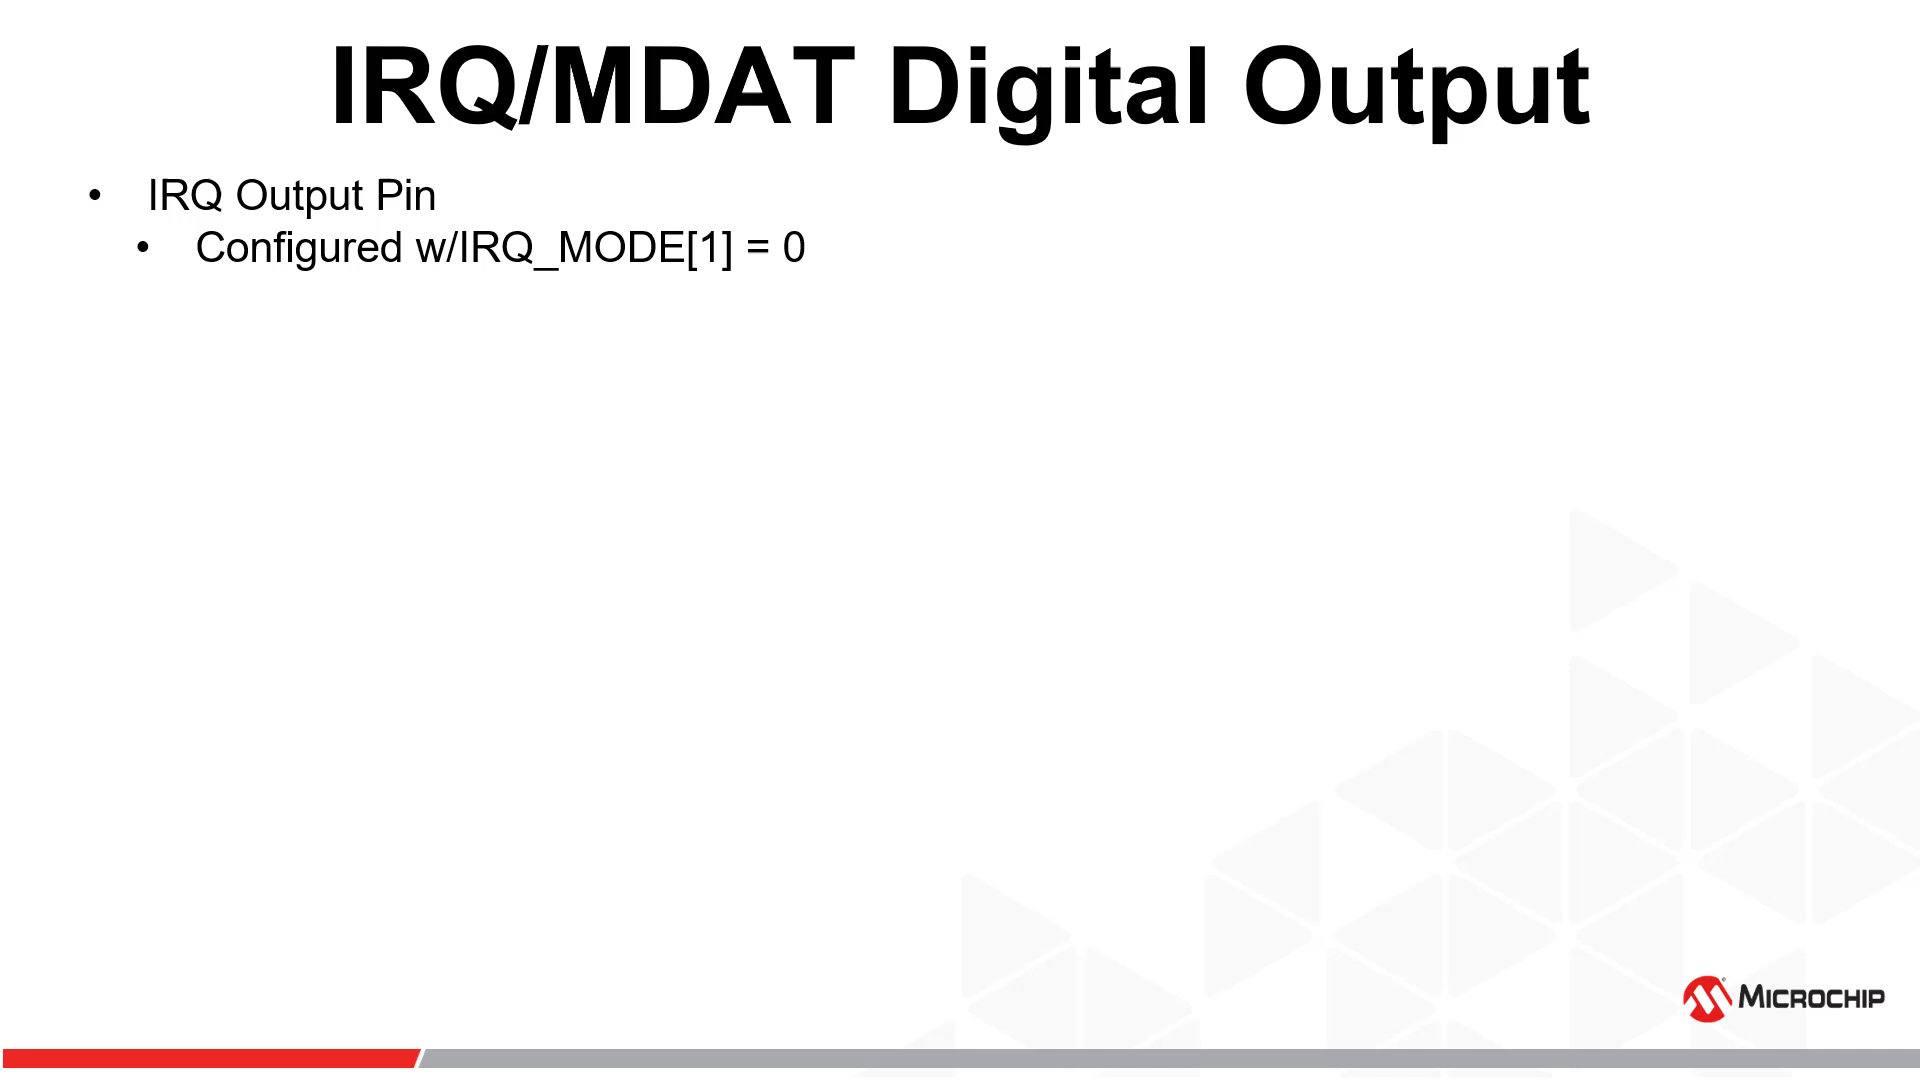 IRQ/MDAT Digital Output
• IRQ Output Pin
• Configured w/IRQ_MODE[1] = 0
MICROCHIP